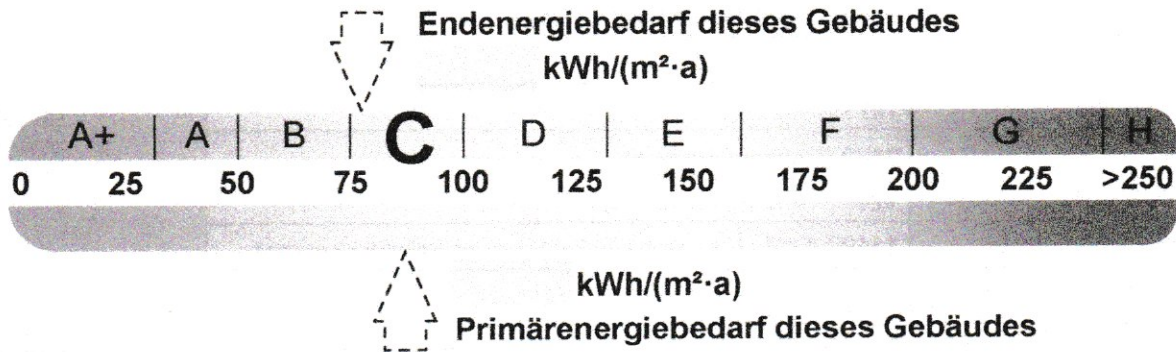 Endenergiebedarf dieses Gebäudes
kWh/(m²·a)
A+ A B C D E F G H
0 25 50 75 100 125 150 175 200 225 >250
kWh/(m²·a)
Primärenergiebedarf dieses Gebäudes